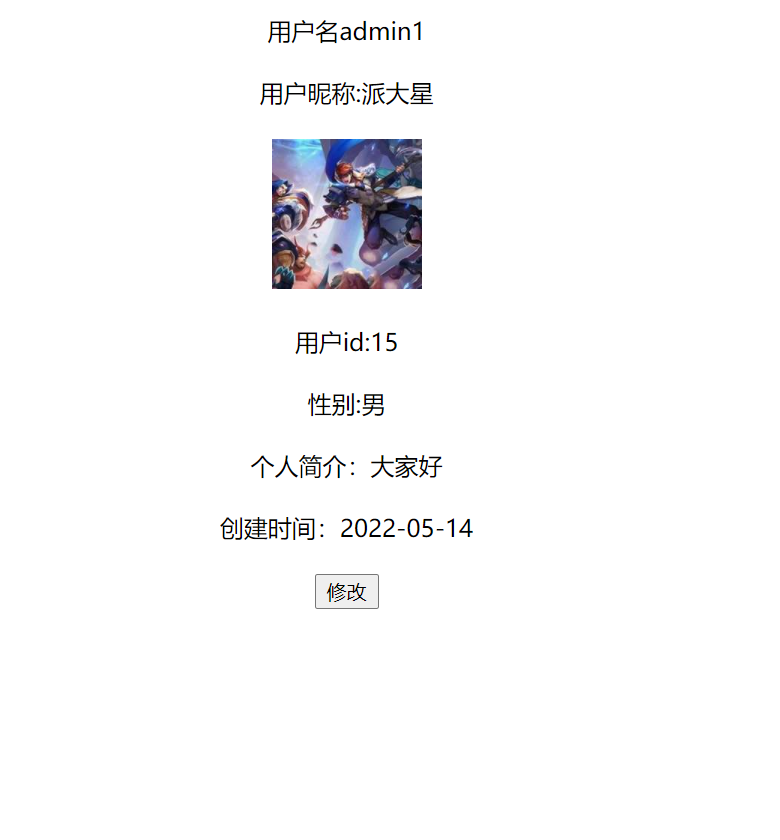 用户名admin1
用户昵称:派大星
用户id:15
性别:男
个人简介：大家好
创建时间：2022-05-14
修改